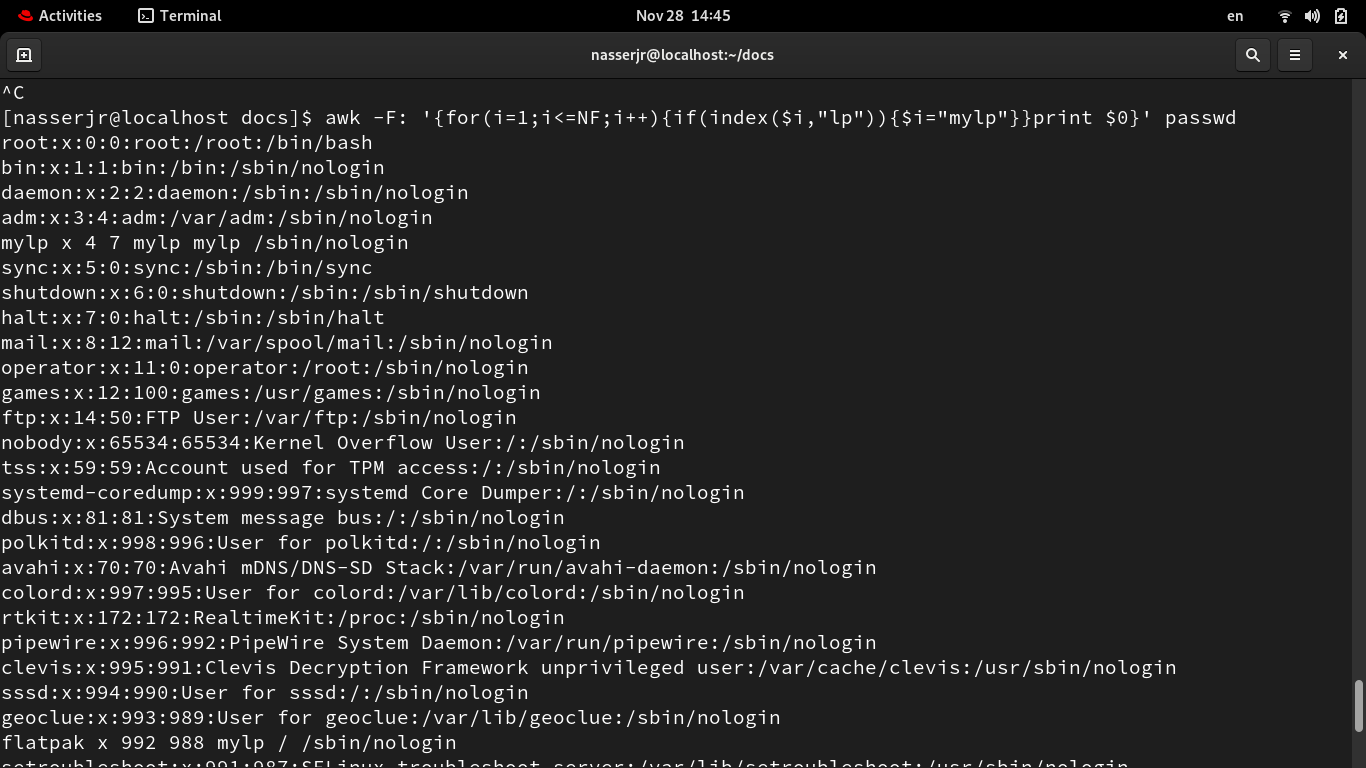 Activities Terminal Nov 28 14:45 en
nasserjr@localhost:~/docs
^C
[nasserjr@localhost docs]$ awk -F: '{for(i=1;i<=NF;i++){if(index($i,"lp")){$i="mylp"}}print $0}' passwd
root:x:0:0:root:/root:/bin/bash
bin:x:1:1:bin:/bin:/sbin/nologin
daemon:x:2:2:daemon:/sbin:/sbin/nologin
adm:x:3:4:adm:/var/adm:/sbin/nologin
mylp x 4 7 mylp mylp /sbin/nologin
sync:x:5:0:sync:/sbin:/bin/sync
shutdown:x:6:0:shutdown:/sbin:/sbin/shutdown
halt:x:7:0:halt:/sbin:/sbin/halt
mail:x:8:12:mail:/var/spool/mail:/sbin/nologin
operator:x:11:0:operator:/root:/sbin/nologin
games:x:12:100:games:/usr/games:/sbin/nologin
ftp:x:14:50:FTP User:/var/ftp:/sbin/nologin
nobody:x:65534:65534:Kernel Overflow User:/:/sbin/nologin
tss:x:59:59:Account used for TPM access:/:/sbin/nologin
systemd-coredump:x:999:997:systemd Core Dumper:/:/sbin/nologin
dbus:x:81:81:System message bus:/:/sbin/nologin
polkitd:x:998:996:User for polkitd:/:/sbin/nologin
avahi:x:70:70:Avahi mDNS/DNS-SD Stack:/var/run/avahi-daemon:/sbin/nologin
colord:x:997:995:User for colord:/var/lib/colord:/sbin/nologin
rtkit:x:172:172:RealtimeKit:/proc:/sbin/nologin
pipewire:x:996:992:PipeWire System Daemon:/var/run/pipewire:/sbin/nologin
clevis:x:995:991:Clevis Decryption Framework unprivileged user:/var/cache/clevis:/usr/sbin/nologin
sssd:x:994:990:User for sssd:/:/sbin/nologin
geoclue:x:993:989:User for geoclue:/var/lib/geoclue:/sbin/nologin
flatpak x 992 988 mylp / /sbin/nologin
setroubleshoot:x:991:987:SELinux troubleshoot server:/var/lib/setroubleshoot:/usr/sbin/nologin